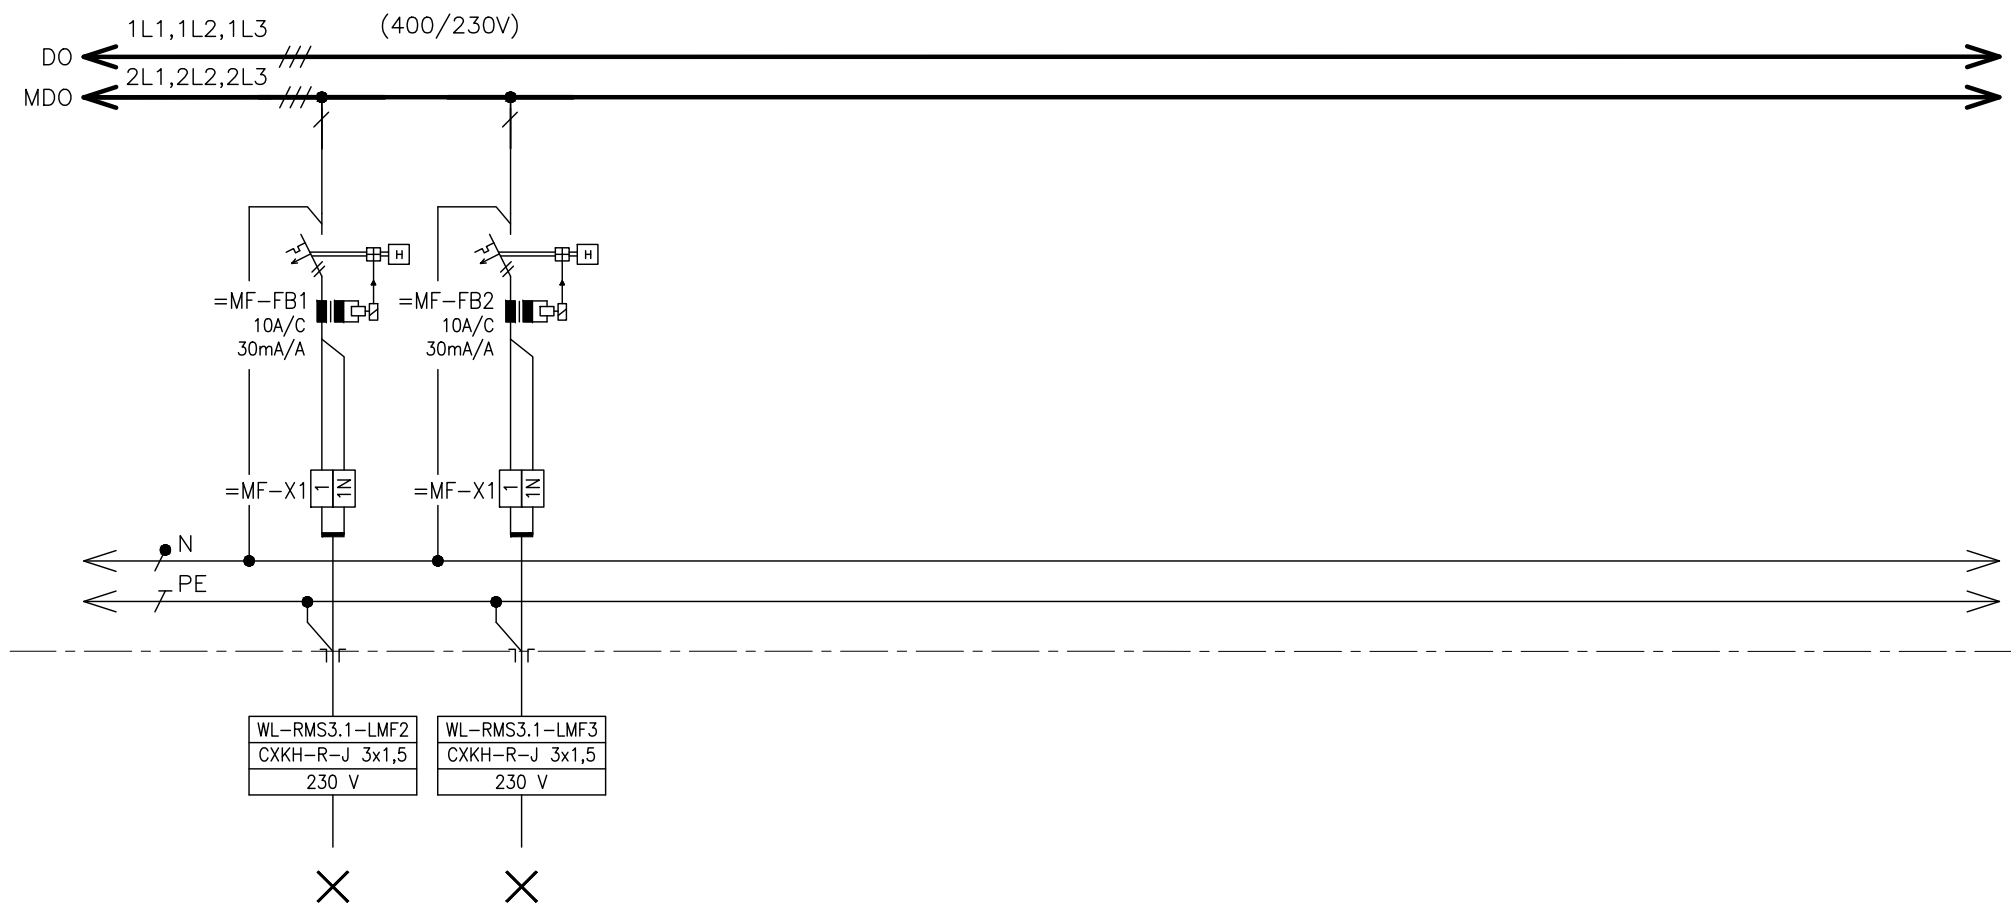 1L1,1L2,1L3 (400/230V)
DO
2L1,2L2,2L3
MDO
H H
=MF-FB1 =MF-FB2
10A/C 10A/C
30mA/A 30mA/A
=MF-X1 1 1N =MF-X1 1 1N
N
PE
WL-RMS3.1-LMF2 WL-RMS3.1-LMF3
CXKH-R-J 3x1,5 CXKH-R-J 3x1,5
230 V 230 V